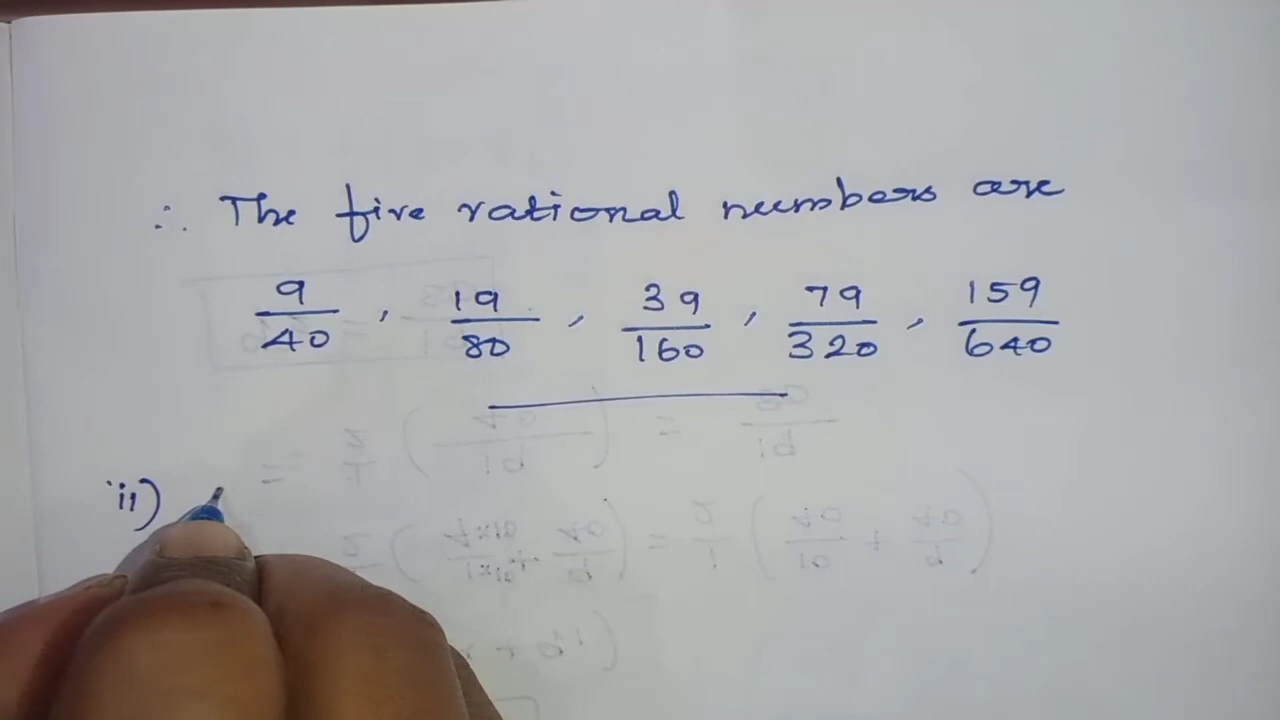 ∴ The five rational numbers are
9/40 , 19/80 , 39/160 , 79/320 , 159/640
ii)